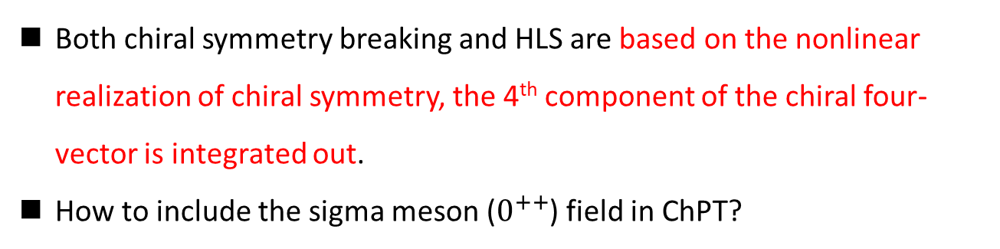 ■ Both chiral symmetry breaking and HLS are based on the nonlinear
realization of chiral symmetry, the 4th component of the chiral four-
vector is integrated out.
■ How to include the sigma meson (0⁺⁺) field in ChPT?